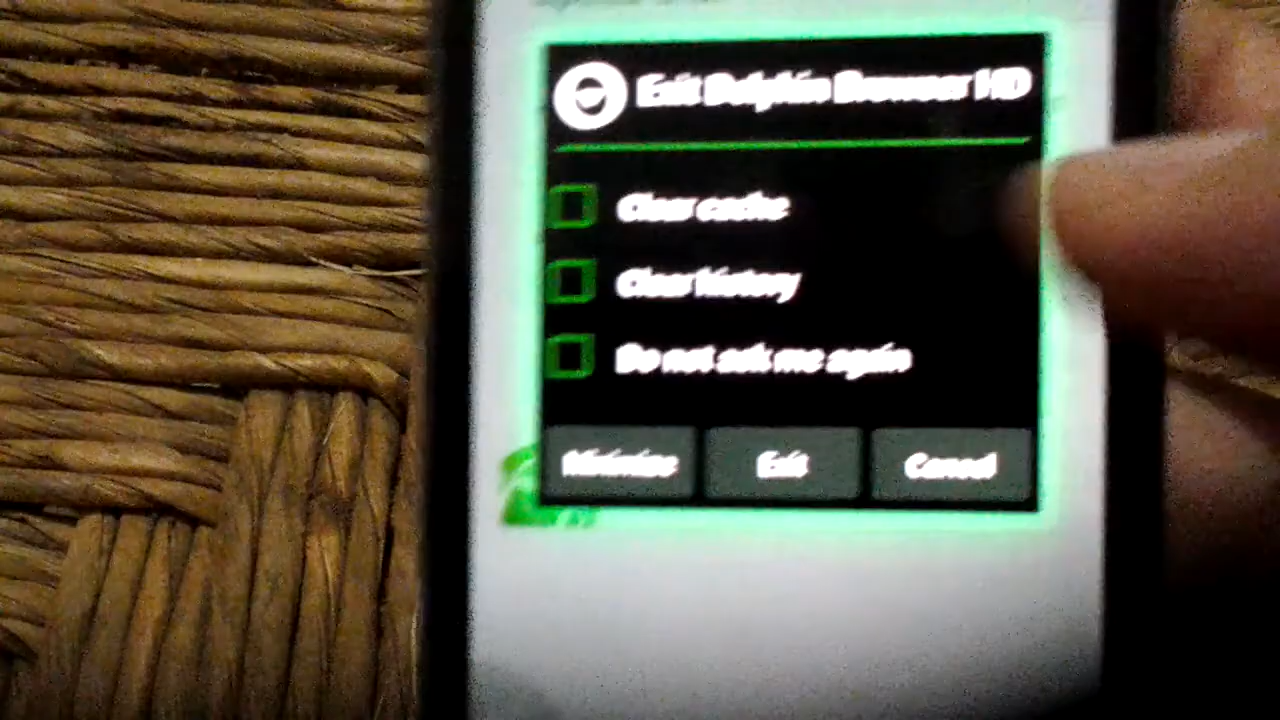 Exit Dolphin Browser HD
Clear cache
Clear history
Do not ask me again
Minimize Exit Cancel